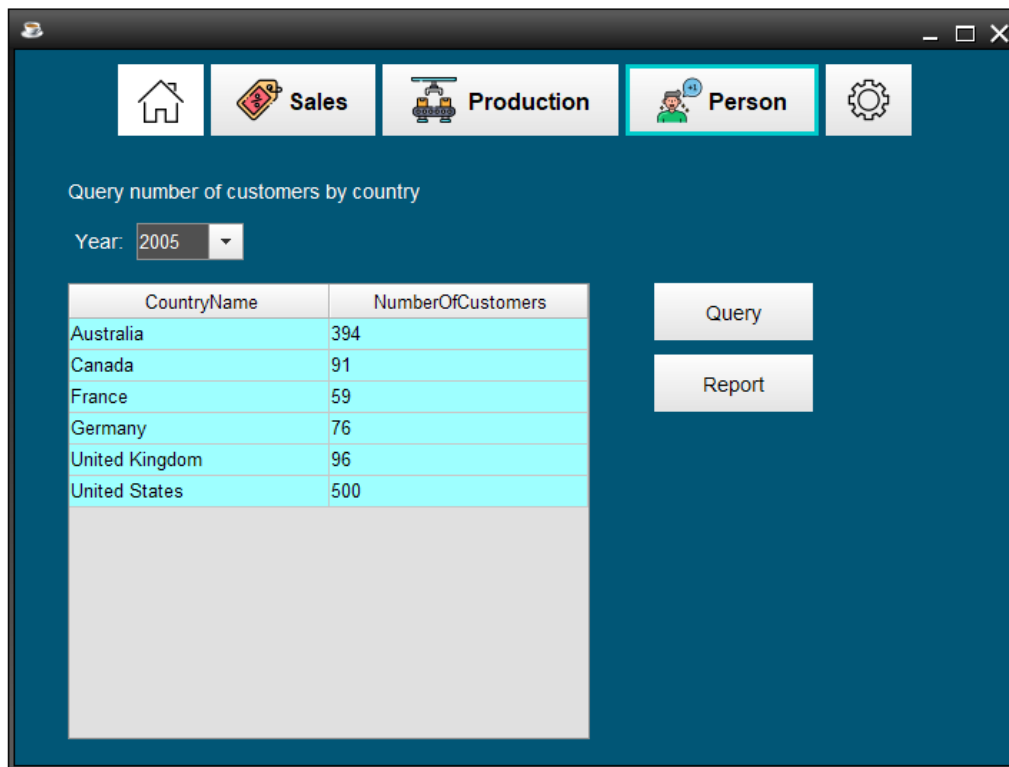 Sales Production +1 Person
Query number of customers by country
Year: 2005
CountryName NumberOfCustomers
Australia 394
Canada 91
France 59
Germany 76
United Kingdom 96
United States 500
Query
Report